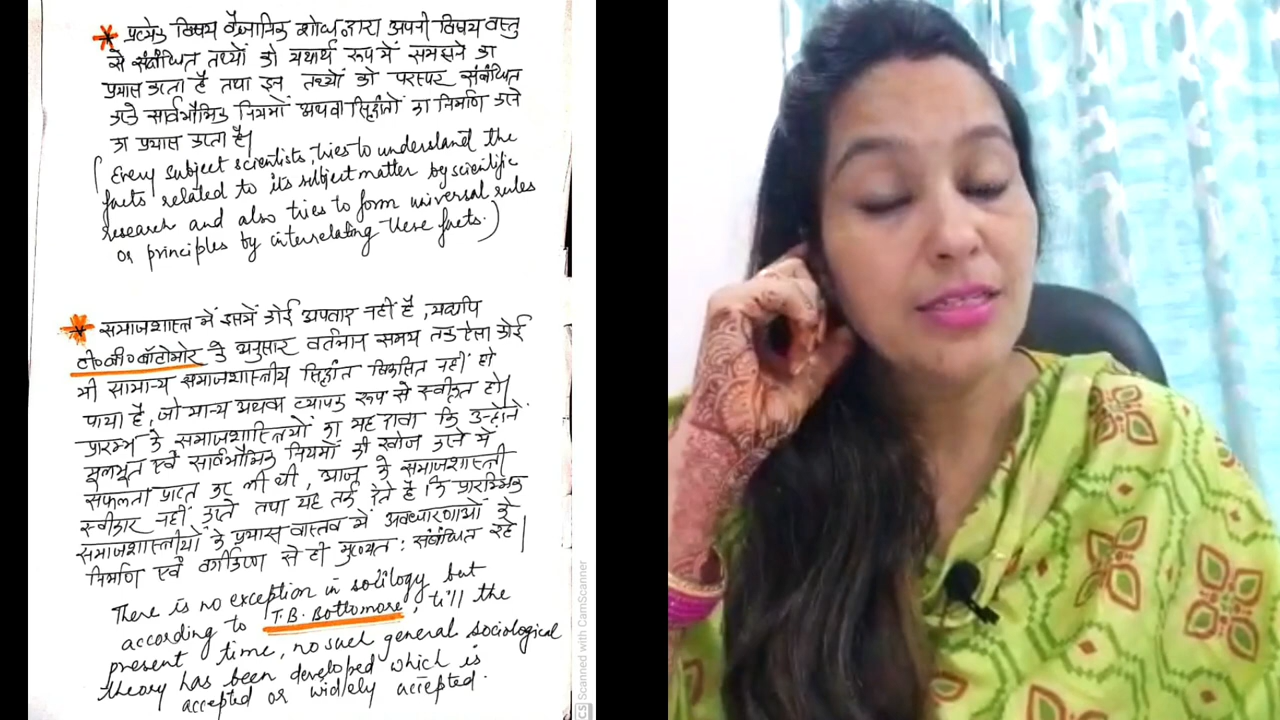 प्रत्येक विषय वैज्ञानिक शोध द्वारा अपनी विषय वस्तु
से संबंधित तथ्यों को यथार्थ रूप में समझने का
प्रयास करता है तथा इन तथ्यों को परस्पर संबंधित
करके सार्वभौमिक नियमों अथवा सिद्धांतों का निर्माण करने
का प्रयास करता है|
(Every subject scientists, tries to understand the
facts related to its subject matter by scientific
research and also tries to form universal rules
or principles by interrelating these facts.)
समाजशास्त्र में इसमें कोई अपवाद नहीं है, यद्यपि
टी० बी० बॉटोमोर के अनुसार वर्तमान समय तक ऐसा कोई
भी सामान्य समाजशास्त्रीय सिद्धांत विकसित नहीं हो
पाया है, जो मान्य अथवा व्यापक रूप से स्वीकृत हो|
प्रारम्भ के समाजशास्त्रियों का यह दावा कि उन्होंने
मूलभूत एवं सार्वभौमिक नियमों की खोज करने में
सफलता प्राप्त कर ली थी, आज के समाजशास्त्री
स्वीकार नहीं करते तथा यह तर्क देते है कि प्रारम्भिक
समाजशास्त्रीयों के प्रयास वास्तव में अवधारणाओं के
निर्माण एवं वर्गीकरण से ही मुख्यत: संबंधित रहे|
There is no exception in soliology but
according to T.B. Bottomore, till the
present time, no such general sociological
theory has been developed which is
accepted or widely accepted.
CS Scanned with CamScanner